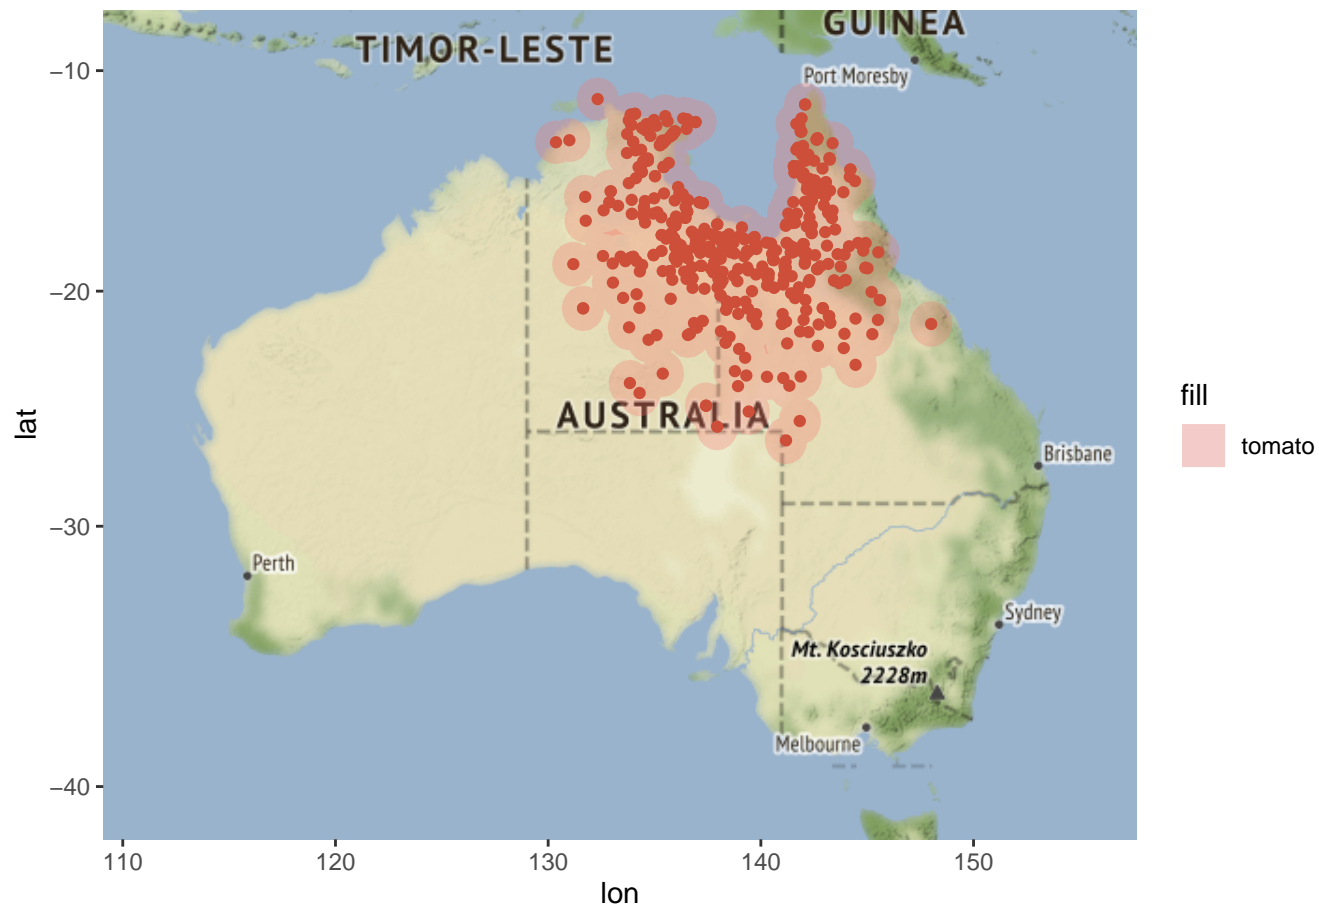 GUINEA
TIMOR-LESTE
Port Moresby
AUSTRALIA
Brisbane
Perth
Sydney
Mt. Kosciuszko
2228m
Melbourne
−10
−20
−30
−40
lat
110
120
130
140
150
lon
fill
tomato